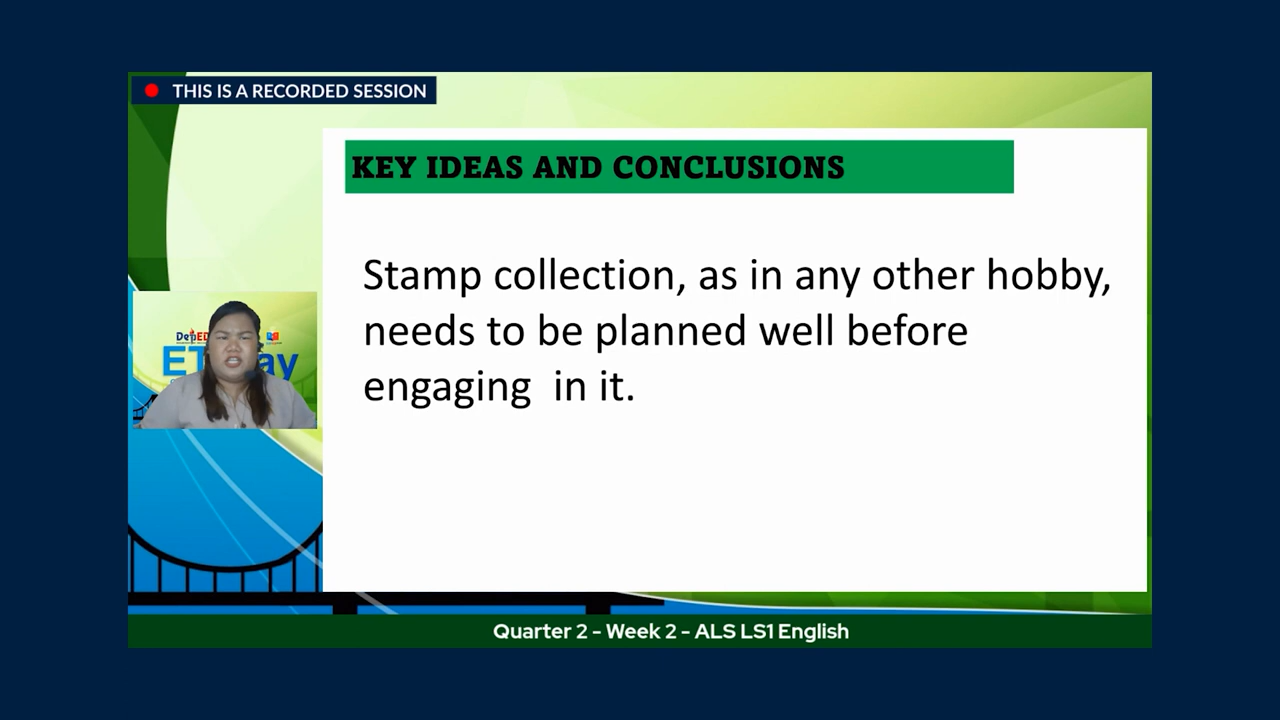 THIS IS A RECORDED SESSION
KEY IDEAS AND CONCLUSIONS
Stamp collection, as in any other hobby,
needs to be planned well before
engaging  in it.
Quarter 2 - Week 2 - ALS LS1 English